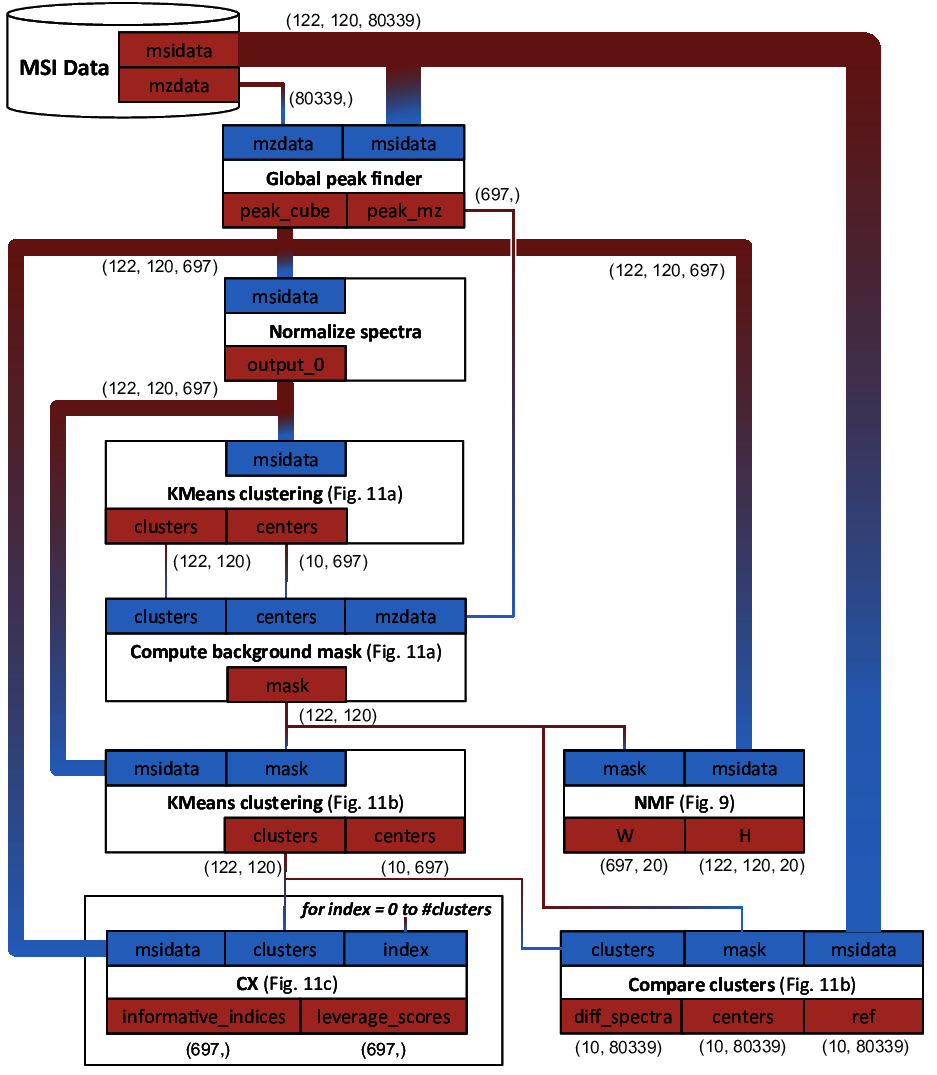 (122, 120, 80339)
MSI Data
msidata
mzdata
(80339,)
mzdata msidata
Global peak finder
(697,)
peak_cube peak_mz
(122, 120, 697) (122, 120, 697)
msidata
Normalize spectra
output_0
(122, 120, 697)
msidata
KMeans clustering (Fig. 11a)
clusters centers
(122, 120) (10, 697)
clusters centers mzdata
Compute background mask (Fig. 11a)
mask
(122, 120)
msidata mask mask msidata
KMeans clustering (Fig. 11b) NMF (Fig. 9)
clusters centers W H
(122, 120) (10, 697) (697, 20) (122, 120, 20)
for index = 0 to #clusters
msidata clusters index clusters mask msidata
CX (Fig. 11c) Compare clusters (Fig. 11b)
informative_indices leverage_scores diff_spectra centers ref
(697,) (697,) (10, 80339) (10, 80339) (10, 80339)